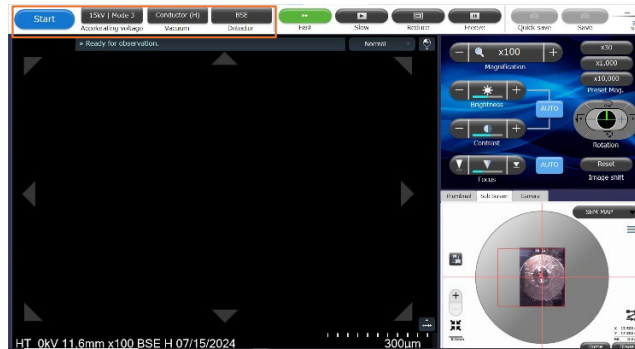 Start
15kV | Mode 3
Conductor (H)
BSE
Accelerating voltage
Vacuum
Detector
Fast
Slow
Reduce
Freeze
Quick save
Save
» Ready for observation.
Normal
x100
Magnification
x30
x1,000
x10,000
Preset Mag.
Brightness
AUTO
Contrast
Rotation
AUTO
Focus
Reset
Image shift
Thumbnail
Sub Screen
Camera
SEM MAP
HT 0kV 11.6mm x100 BSE H 07/15/2024
300µm